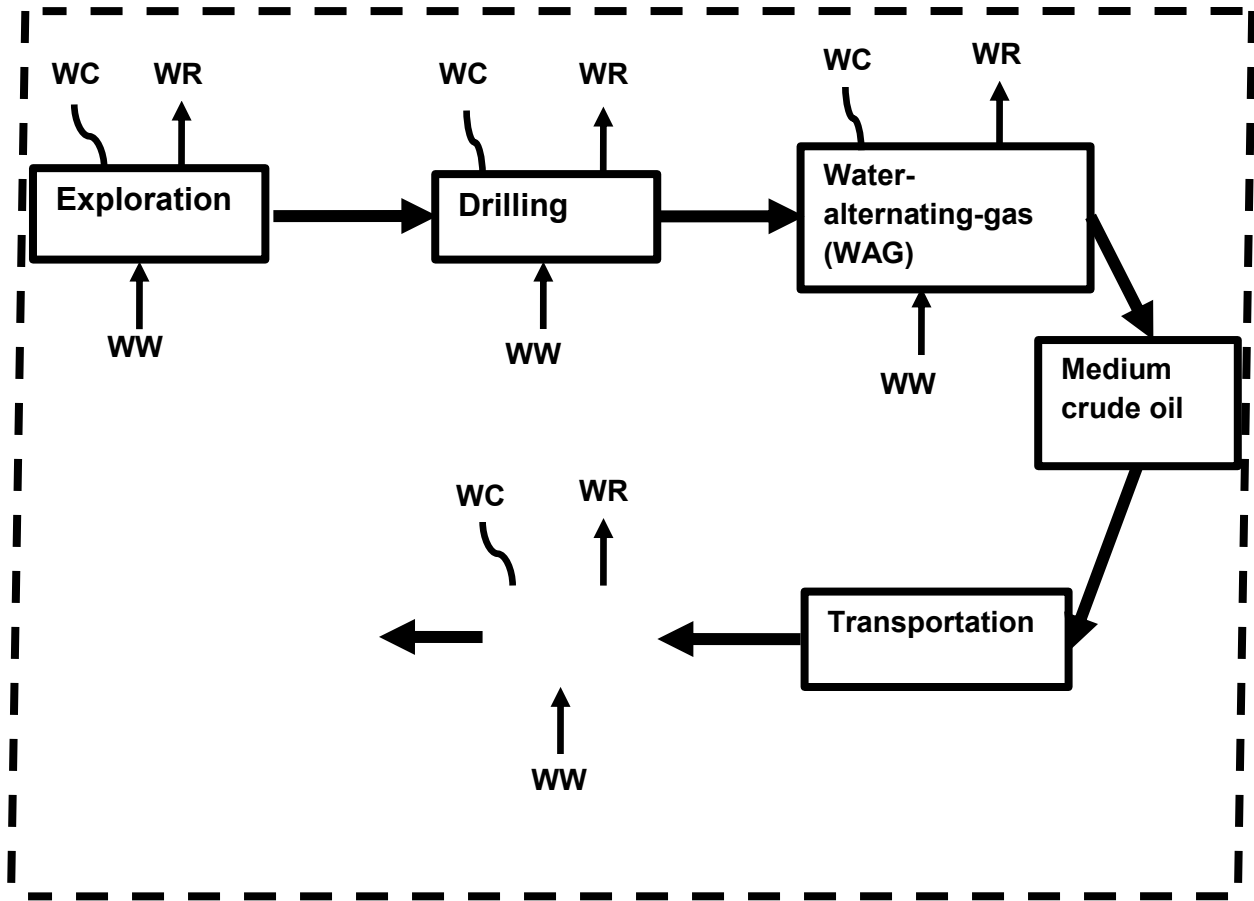 WC WR
Exploration
WW
WC WR
Drilling
WW
WC WR
Water-
alternating-gas
(WAG)
WW
Medium
crude oil
Transportation
WC WR
WW